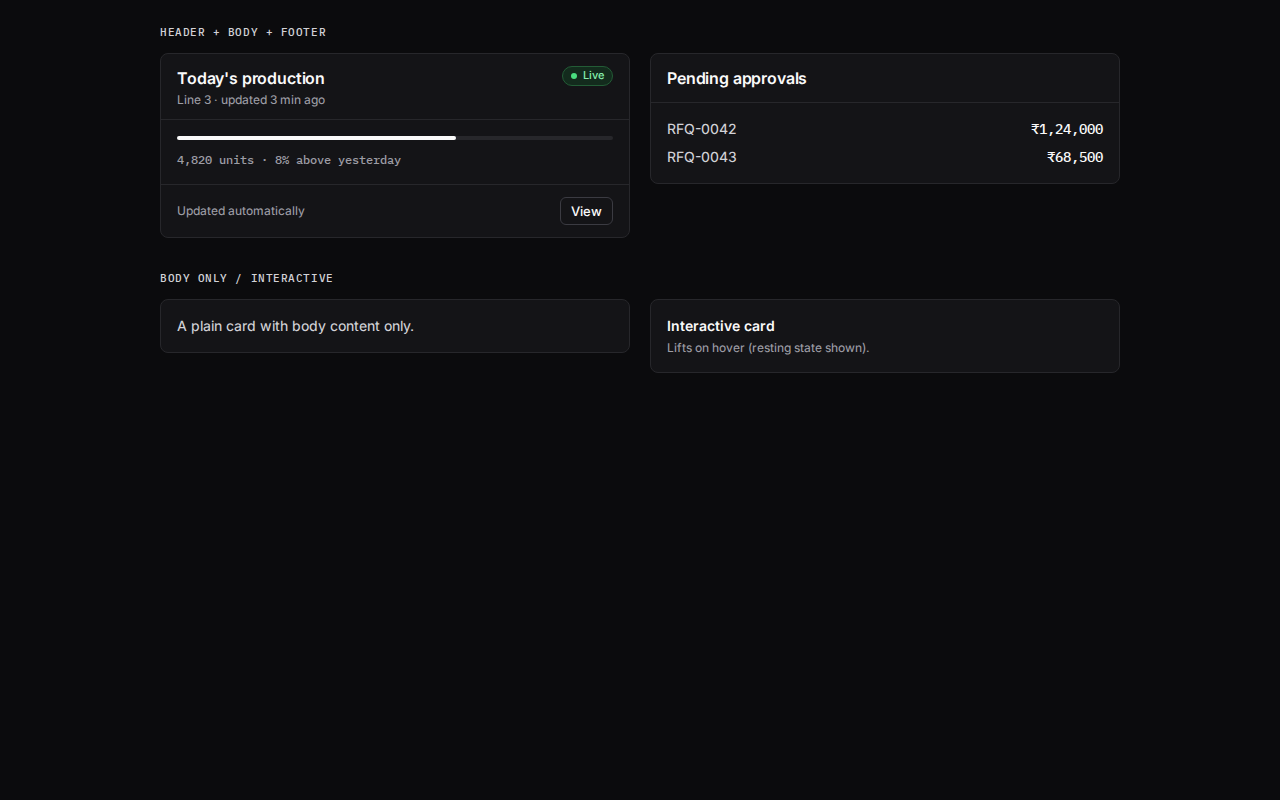 HEADER + BODY + FOOTER
Today's production
Live
Line 3 · updated 3 min ago
4,820 units · 8% above yesterday
Updated automatically
View
Pending approvals
RFQ-0042 ₹1,24,000
RFQ-0043 ₹68,500
BODY ONLY / INTERACTIVE
A plain card with body content only.
Interactive card
Lifts on hover (resting state shown).